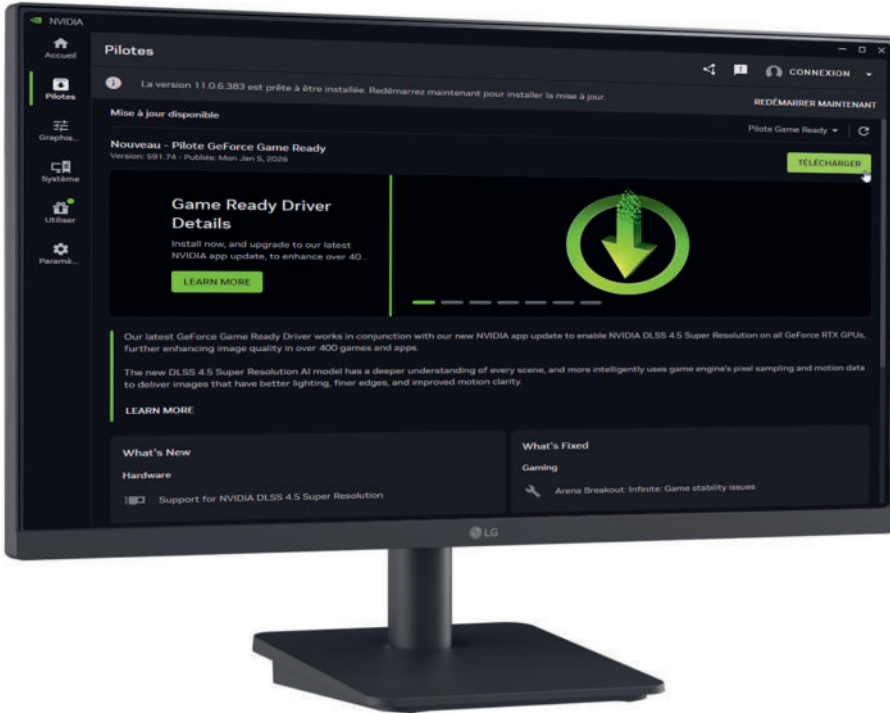 NVIDIA
Accueil
Pilotes
CONNEXION
Pilotes
La version 11.0.6.383 est prête à être installée. Redémarrez maintenant pour installer la mise à jour.
REDÉMARRER MAINTENANT
Mise à jour disponible
Pilote Game Ready
Graphis...
Nouveau - Pilote GeForce Game Ready
Version: 591.74 - Publiés: Mon Jan 5, 2026
TÉLÉCHARGER
Système
Utiliser
Paramè...
Game Ready Driver
Details
Install now, and upgrade to our latest
NVIDIA app update, to enhance over 40..
LEARN MORE
Our latest GeForce Game Ready Driver works in conjunction with our new NVIDIA app update to enable NVIDIA DLSS 4.5 Super Resolution on all GeForce RTX GPUs,
further enhancing image quality in over 400 games and apps.
The new DLSS 4.5 Super Resolution AI model has a deeper understanding of every scene, and more intelligently uses game engine's pixel sampling and motion data
to deliver images that have better lighting, finer edges, and improved motion clarity.
LEARN MORE
What's New
Hardware
Support for NVIDIA DLSS 4.5 Super Resolution
What's Fixed
Gaming
Arena Breakout: Infinite: Game stability issues
LG